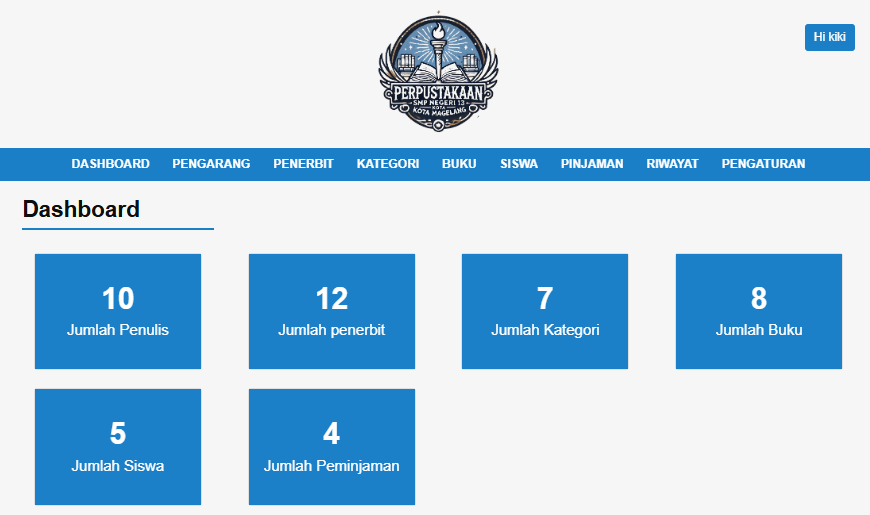 PERPUSTAKAAN
SMP NEGERI 13
KOTA
KOTA MAGELANG
Hi kiki
DASHBOARD PENGARANG PENERBIT KATEGORI BUKU SISWA PINJAMAN RIWAYAT PENGATURAN
Dashboard
10
Jumlah Penulis
12
Jumlah penerbit
7
Jumlah Kategori
8
Jumlah Buku
5
Jumlah Siswa
4
Jumlah Peminjaman